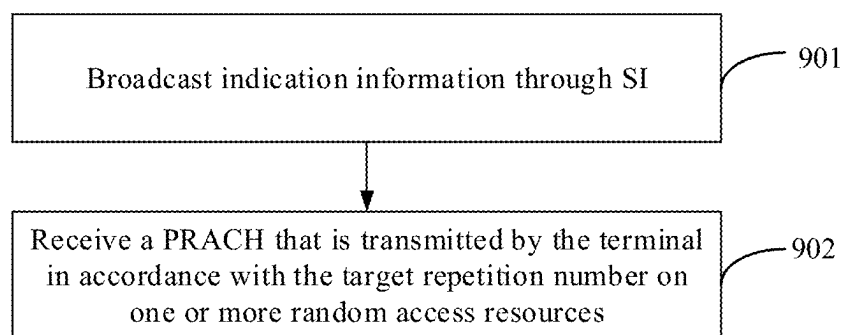 Broadcast indication information through SI
901
Receive a PRACH that is transmitted by the terminal
in accordance with the target repetition number on
one or more random access resources
902